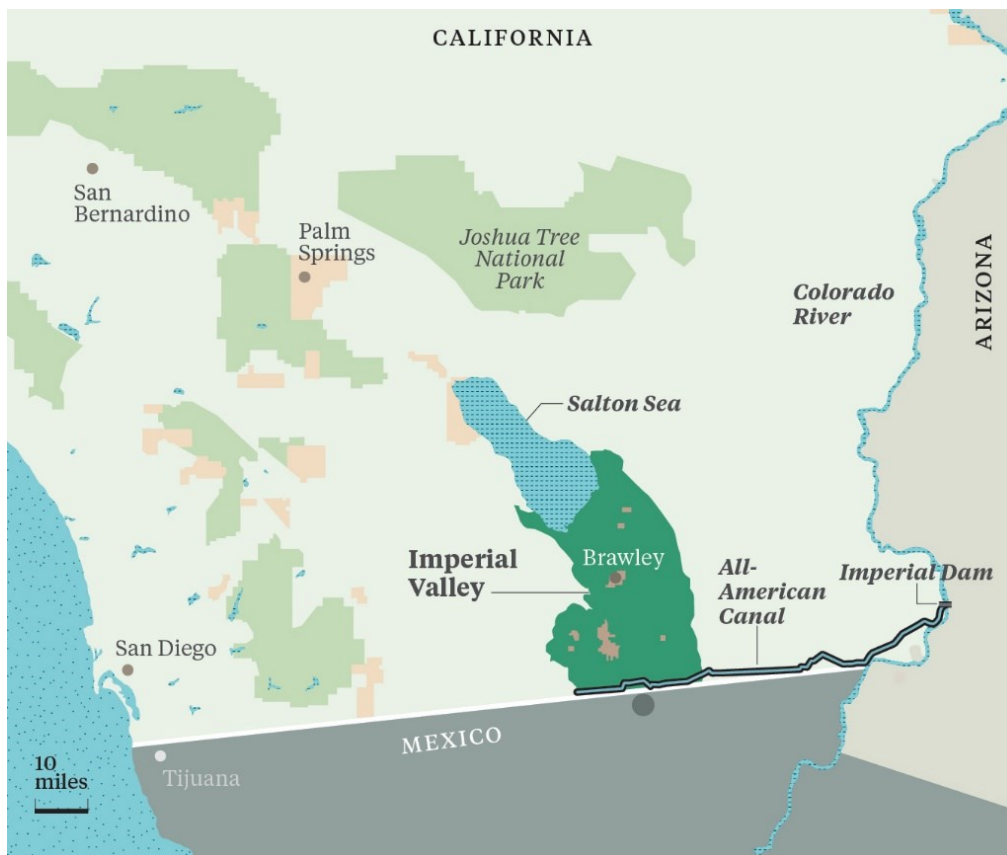 CALIFORNIA
San
Bernardino
Palm
Springs
Joshua Tree
National
Park
Colorado
River
ARIZONA
Salton Sea
Imperial
Valley
Brawley
All-
American
Canal
Imperial Dam
San Diego
MEXICO
10
miles
Tijuana